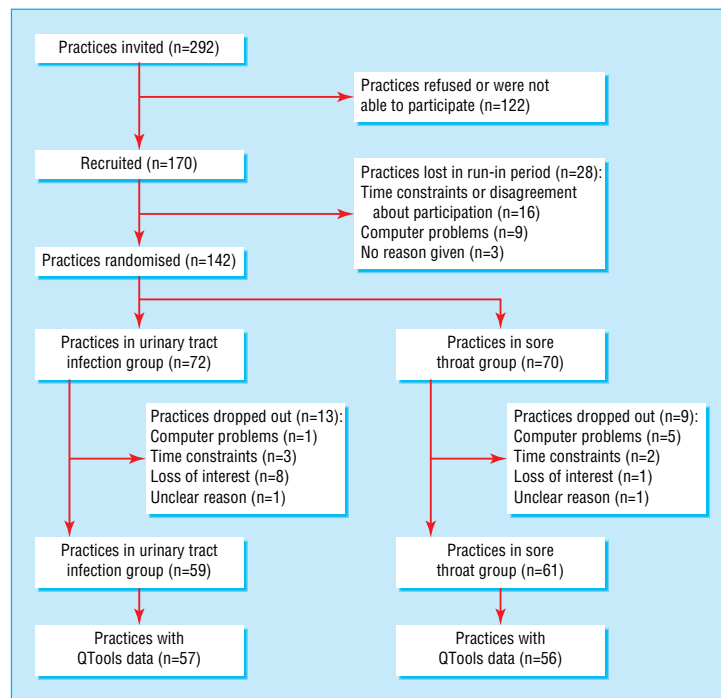 Practices invited (n=292)
Practices refused or were not
able to participate (n=122)
Recruited (n=170)
Practices lost in run-in period (n=28):
Time constraints or disagreement
about participation (n=16)
Computer problems (n=9)
No reason given (n=3)
Practices randomised (n=142)
Practices in urinary tract
infection group (n=72)
Practices in sore
throat group (n=70)
Practices dropped out (n=13):
Computer problems (n=1)
Time constraints (n=3)
Loss of interest (n=8)
Unclear reason (n=1)
Practices dropped out (n=9):
Computer problems (n=5)
Time constraints (n=2)
Loss of interest (n=1)
Unclear reason (n=1)
Practices in urinary tract
infection group (n=59)
Practices in sore
throat group (n=61)
Practices with
QTools data (n=57)
Practices with
QTools data (n=56)